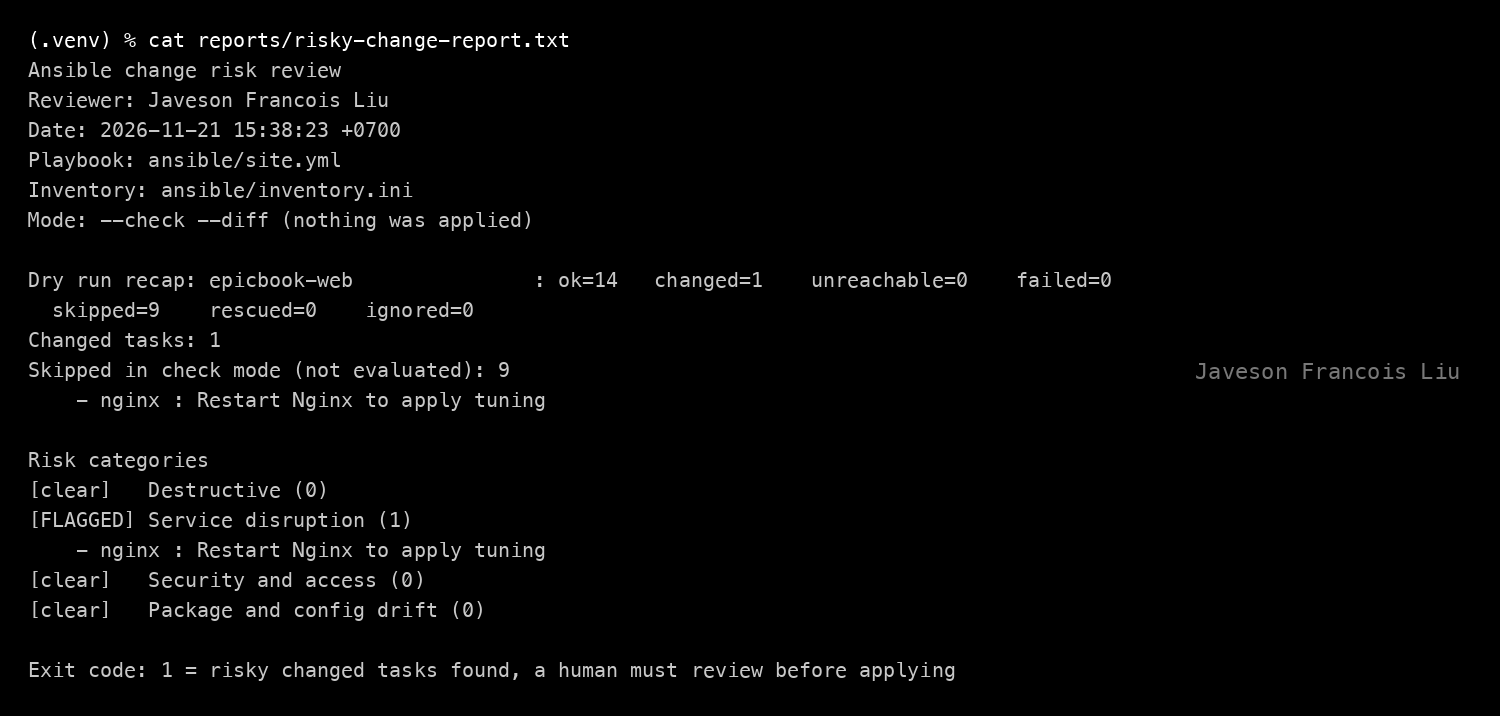 (.venv) % cat reports/risky-change-report.txt
Ansible change risk review
Reviewer: Javeson Francois Liu
Date: 2026-11-21 15:38:23 +0700
Playbook: ansible/site.yml
Inventory: ansible/inventory.ini
Mode: --check --diff (nothing was applied)

Dry run recap: epicbook-web               : ok=14   changed=1    unreachable=0    failed=0
  skipped=9    rescued=0    ignored=0
Changed tasks: 1
Skipped in check mode (not evaluated): 9
Javeson Francois Liu
    - nginx : Restart Nginx to apply tuning

Risk categories
[clear]   Destructive (0)
[FLAGGED] Service disruption (1)
    - nginx : Restart Nginx to apply tuning
[clear]   Security and access (0)
[clear]   Package and config drift (0)

Exit code: 1 = risky changed tasks found, a human must review before applying